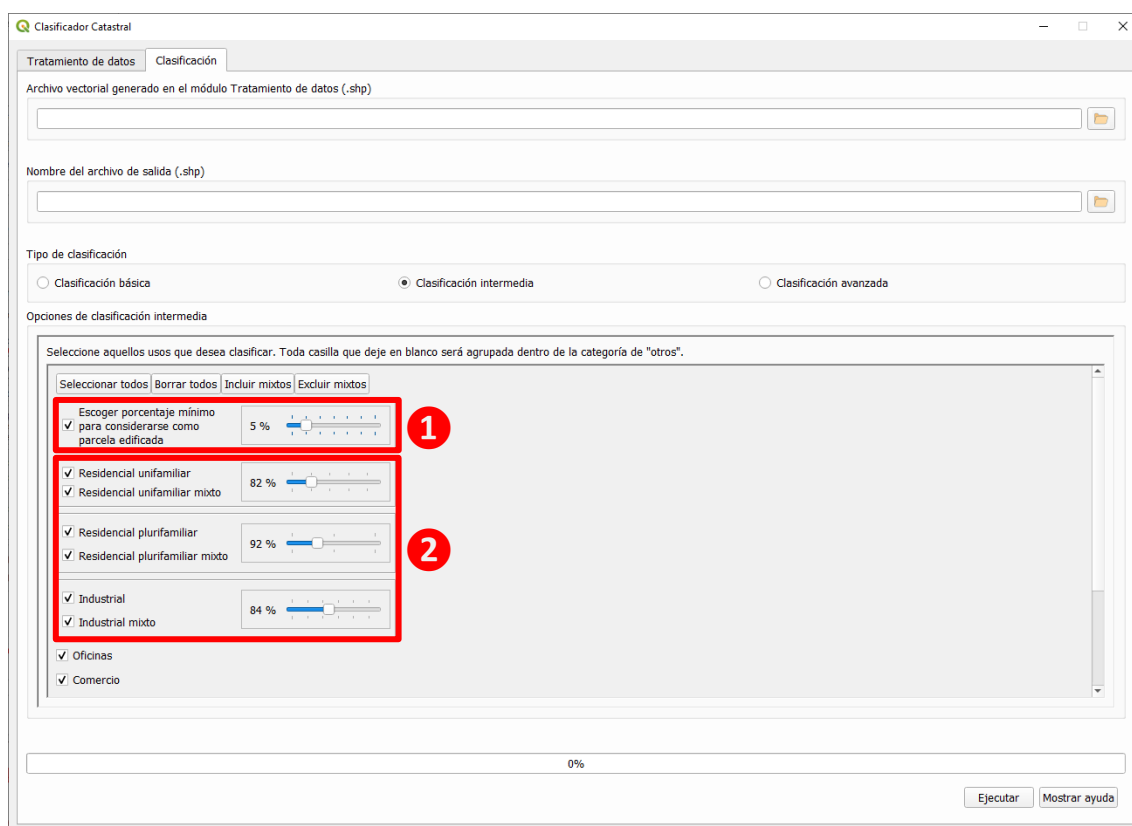 Clasificador Catastral
Tratamiento de datos Clasificación
Archivo vectorial generado en el módulo Tratamiento de datos (.shp)
Nombre del archivo de salida (.shp)
Tipo de clasificación
Clasificación básica Clasificación intermedia Clasificación avanzada
Opciones de clasificación intermedia
Seleccione aquellos usos que desea clasificar. Toda casilla que deje en blanco será agrupada dentro de la categoría de "otros".
Seleccionar todos Borrar todos Incluir mixtos Excluir mixtos
Escoger porcentaje mínimo
para considerarse como
parcela edificada
5 %
1
Residencial unifamiliar
Residencial unifamiliar mixto
82 %
Residencial plurifamiliar
Residencial plurifamiliar mixto
92 %
2
Industrial
Industrial mixto
84 %
Oficinas
Comercio
0%
Ejecutar Mostrar ayuda